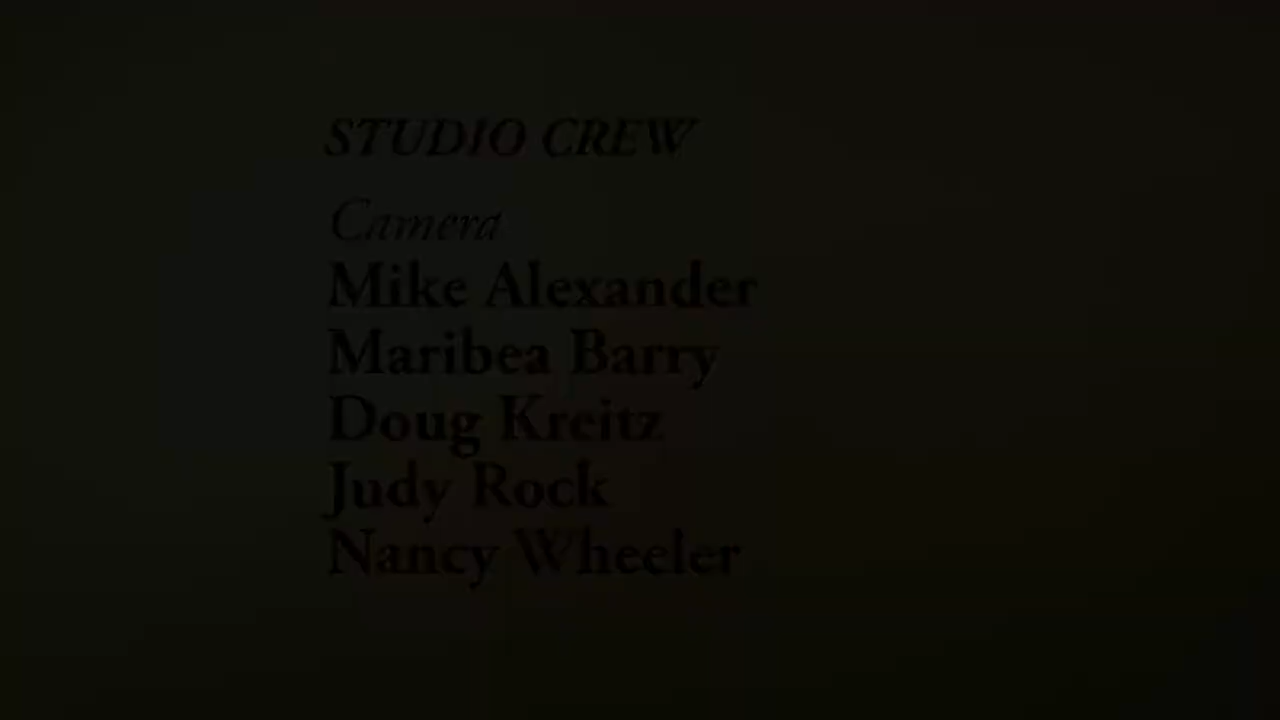 STUDIO CREW
Camera
Mike Alexander
Maribea Barry
Doug Kreitz
Judy Rock
Nancy Wheeler